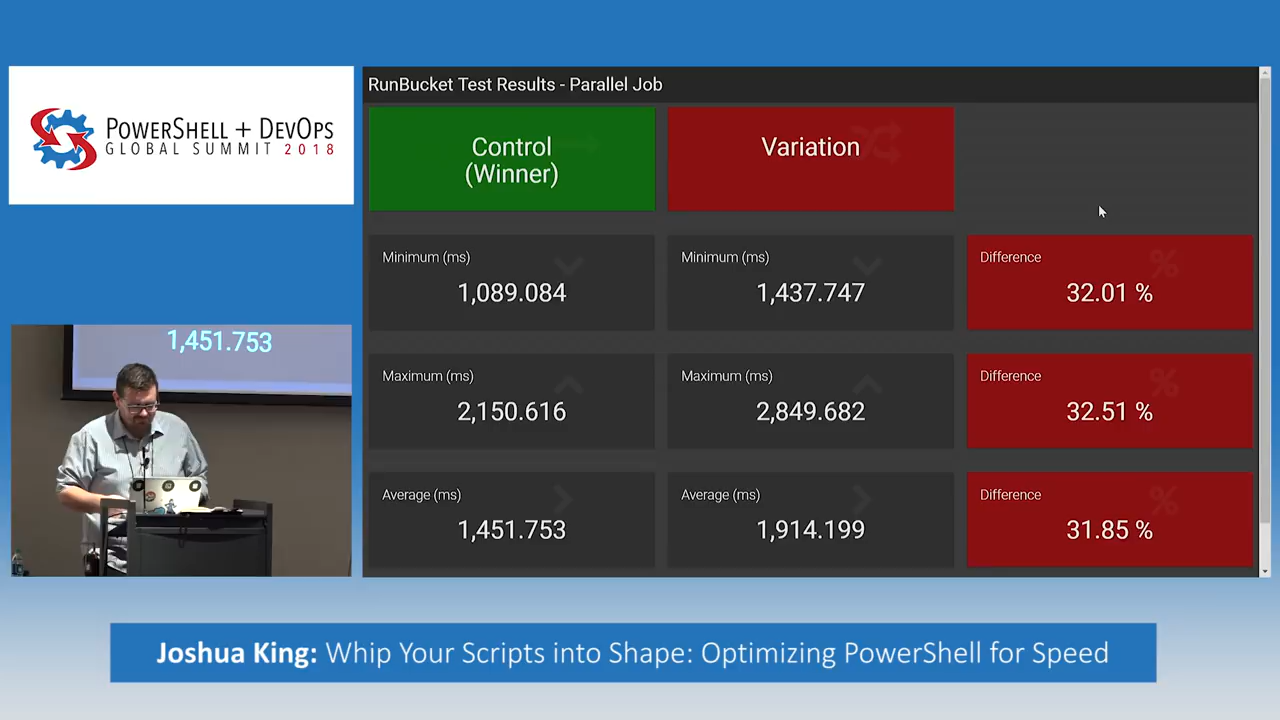 POWERSHELL + DEVOPS
GLOBAL SUMMIT 2018
RunBucket Test Results - Parallel Job
Control
(Winner)
Variation
Minimum (ms)
1,089.084
Minimum (ms)
1,437.747
Difference
32.01 %
Maximum (ms)
2,150.616
Maximum (ms)
2,849.682
Difference
32.51 %
Average (ms)
1,451.753
Average (ms)
1,914.199
Difference
31.85 %
1,451.753
Joshua King: Whip Your Scripts into Shape: Optimizing PowerShell for Speed